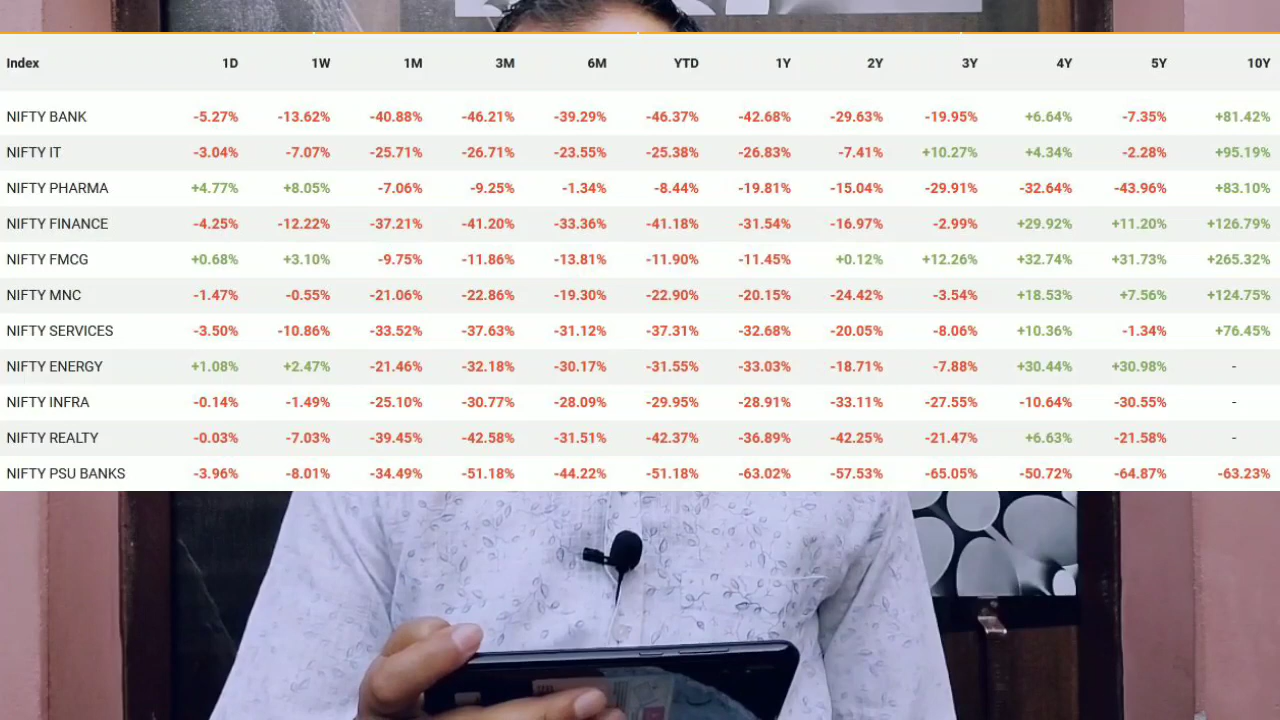 Index 1D 1W 1M 3M 6M YTD 1Y 2Y 3Y 4Y 5Y 10Y
NIFTY BANK -5.27% -13.62% -40.88% -46.21% -39.29% -46.37% -42.68% -29.63% -19.95% +6.64% -7.35% +81.42%
NIFTY IT -3.04% -7.07% -25.71% -26.71% -23.55% -25.38% -26.83% -7.41% +10.27% +4.34% -2.28% +95.19%
NIFTY PHARMA +4.77% +8.05% -7.06% -9.25% -1.34% -8.44% -19.81% -15.04% -29.91% -32.64% -43.96% +83.10%
NIFTY FINANCE -4.25% -12.22% -37.21% -41.20% -33.36% -41.18% -31.54% -16.97% -2.99% +29.92% +11.20% +126.79%
NIFTY FMCG +0.68% +3.10% -9.75% -11.86% -13.81% -11.90% -11.45% +0.12% +12.26% +32.74% +31.73% +265.32%
NIFTY MNC -1.47% -0.55% -21.06% -22.86% -19.30% -22.90% -20.15% -24.42% -3.54% +18.53% +7.56% +124.75%
NIFTY SERVICES -3.50% -10.86% -33.52% -37.63% -31.12% -37.31% -32.68% -20.05% -8.06% +10.36% -1.34% +76.45%
NIFTY ENERGY +1.08% +2.47% -21.46% -32.18% -30.17% -31.55% -33.03% -18.71% -7.88% +30.44% +30.98% -
NIFTY INFRA -0.14% -1.49% -25.10% -30.77% -28.09% -29.95% -28.91% -33.11% -27.55% -10.64% -30.55% -
NIFTY REALTY -0.03% -7.03% -39.45% -42.58% -31.51% -42.37% -36.89% -42.25% -21.47% +6.63% -21.58% -
NIFTY PSU BANKS -3.96% -8.01% -34.49% -51.18% -44.22% -51.18% -63.02% -57.53% -65.05% -50.72% -64.87% -63.23%